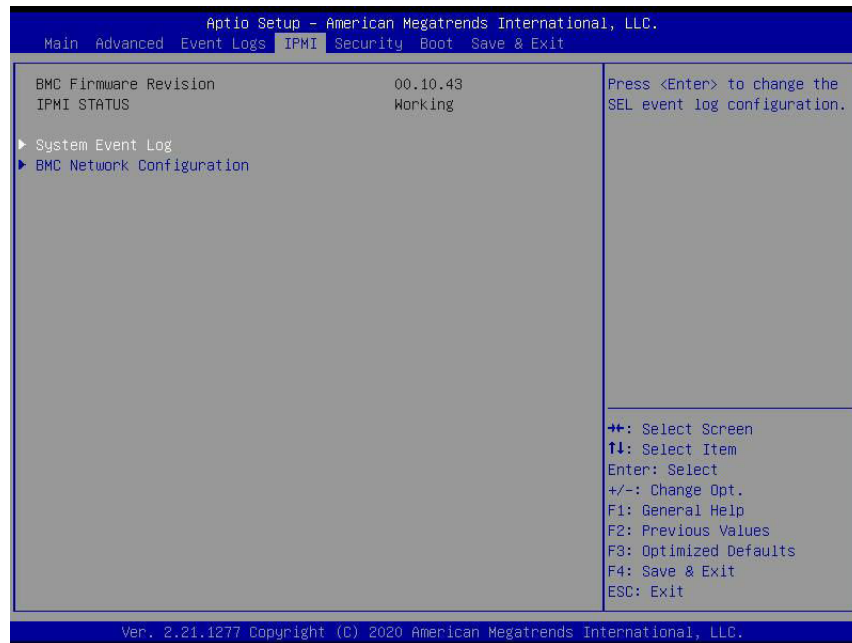 Aptio Setup – American Megatrends International, LLC.
Main Advanced Event Logs IPMI Security Boot Save & Exit
BMC Firmware Revision 00.10.43
IPMI STATUS Working
▶ System Event Log
▶ BMC Network Configuration
Press <Enter> to change the
SEL event log configuration.
→←: Select Screen
↑↓: Select Item
Enter: Select
+/-: Change Opt.
F1: General Help
F2: Previous Values
F3: Optimized Defaults
F4: Save & Exit
ESC: Exit
Ver. 2.21.1277 Copyright (C) 2020 American Megatrends International, LLC.